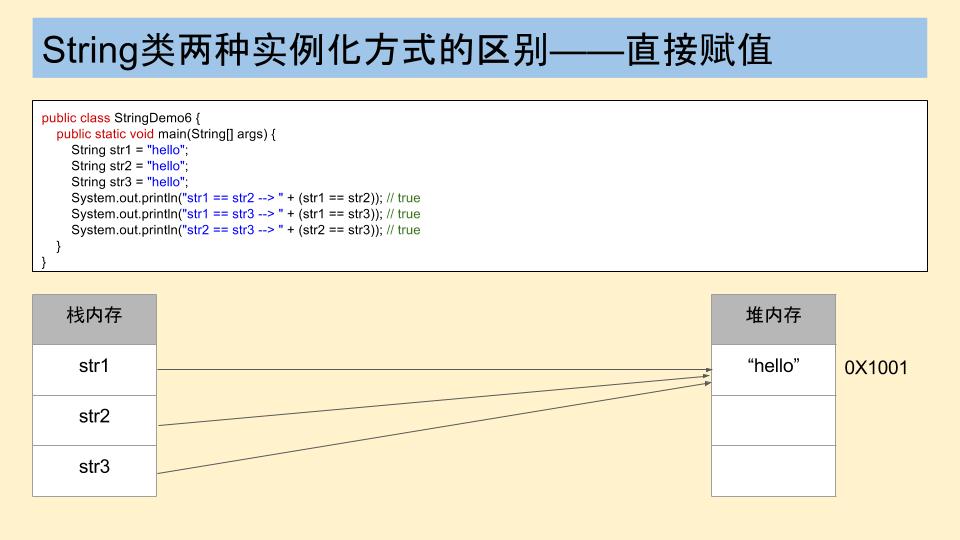 String类两种实例化方式的区别——直接赋值
public class StringDemo6 {
public static void main(String[] args) {
String str1 = "hello";
String str2 = "hello";
String str3 = "hello";
System.out.println("str1 == str2 --> " + (str1 == str2)); // true
System.out.println("str1 == str3 --> " + (str1 == str3)); // true
System.out.println("str2 == str3 --> " + (str2 == str3)); // true
}
}
栈内存
堆内存
str1
“hello”
0X1001
str2
str3